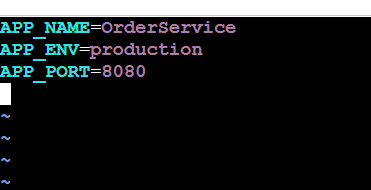 APP_NAME=OrderService
APP_ENV=production
APP_PORT=8080
~
~
~
~